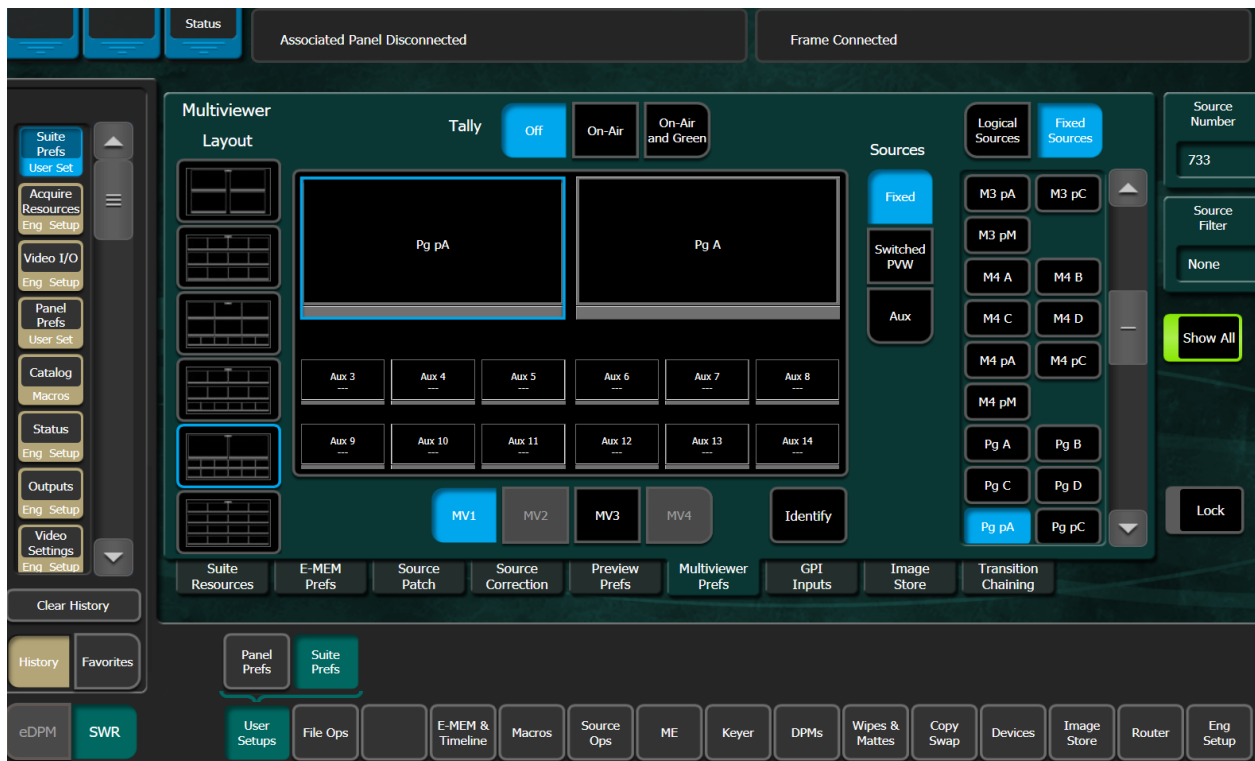 Status
Associated Panel Disconnected
Frame Connected
Suite
Prefs
User Set
Acquire
Resources
Eng Setup
Video I/O
Eng Setup
Panel
Prefs
User Set
Catalog
Macros
Status
Eng Setup
Outputs
Eng Setup
Video
Settings
Eng Setup
Clear History
History
Favorites
eDPM
SWR
Multiviewer
Layout
Tally
Off
On-Air
On-Air
and Green
Pg pA
Pg A
Aux 3
---
Aux 4
---
Aux 5
---
Aux 6
---
Aux 7
---
Aux 8
---
Aux 9
---
Aux 10
---
Aux 11
---
Aux 12
---
Aux 13
---
Aux 14
---
MV1
MV2
MV3
MV4
Identify
Sources
Fixed
Switched
PVW
Aux
Logical
Sources
Fixed
Sources
M3 pA
M3 pC
M3 pM
M4 A
M4 B
M4 C
M4 D
M4 pA
M4 pC
M4 pM
Pg A
Pg B
Pg C
Pg D
Pg pA
Pg pC
Source
Number
733
Source
Filter
None
Show All
Lock
Suite
Resources
E-MEM
Prefs
Source
Patch
Source
Correction
Preview
Prefs
Multiviewer
Prefs
GPI
Inputs
Image
Store
Transition
Chaining
Panel
Prefs
Suite
Prefs
User
Setups
File Ops
E-MEM &
Timeline
Macros
Source
Ops
ME
Keyer
DPMs
Wipes &
Mattes
Copy
Swap
Devices
Image
Store
Router
Eng
Setup